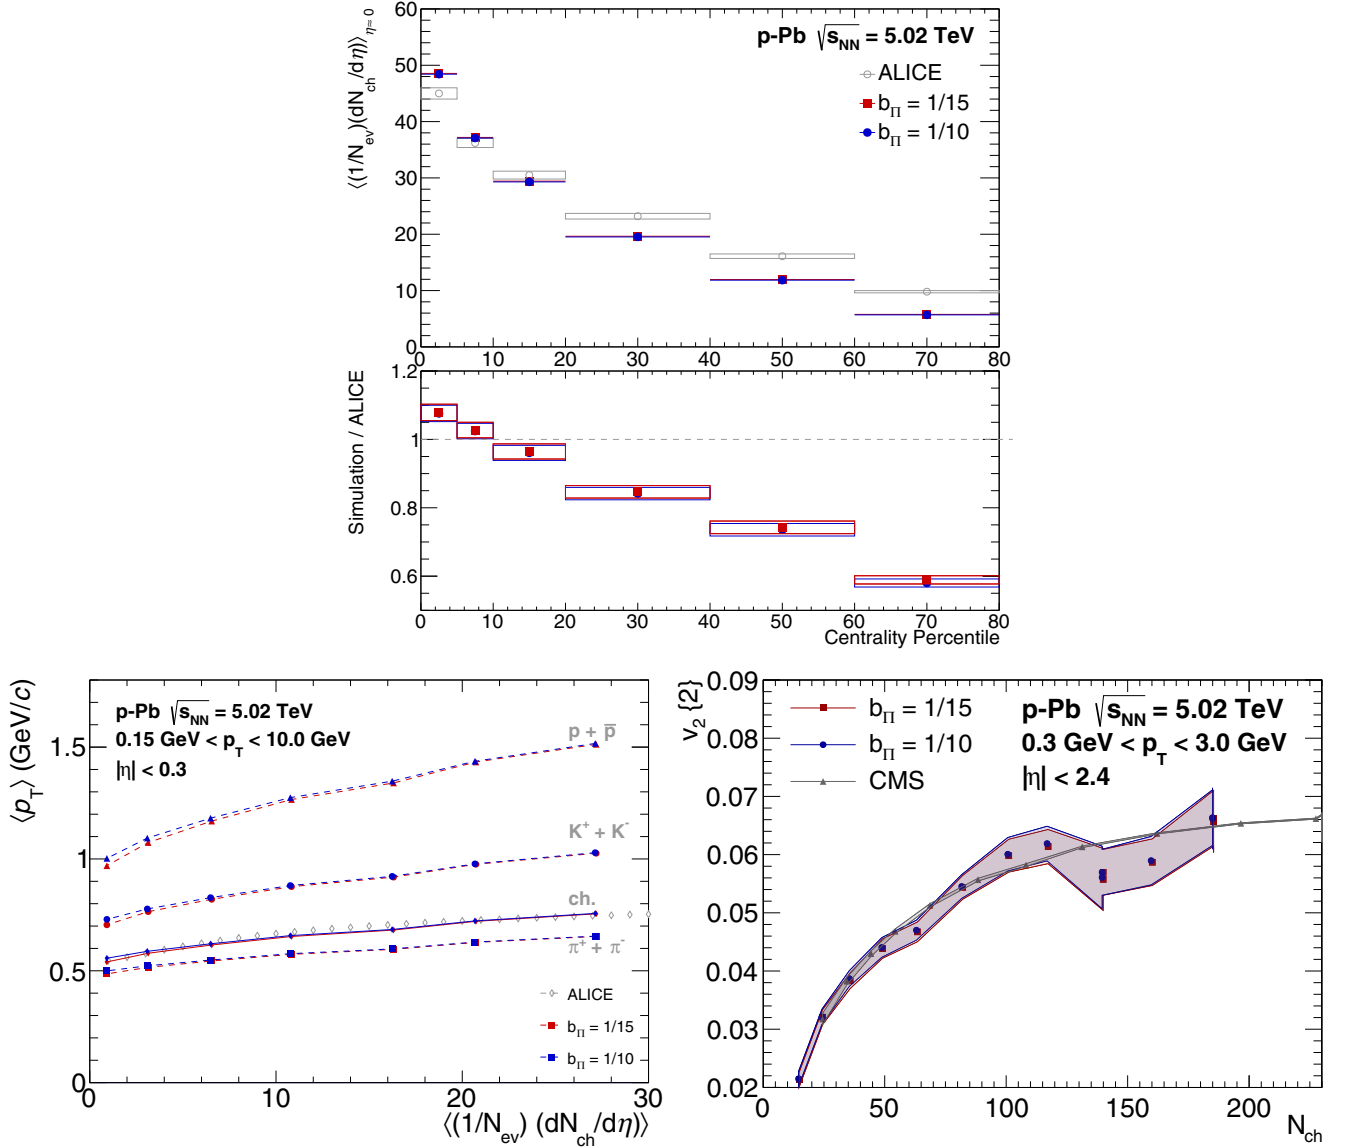 ⟨(1/N_ev)(dN_ch/dη)⟩_η≈0
60
50
40
30
20
10
0
p-Pb √s_NN = 5.02 TeV
ALICE
b_Π = 1/15
b_Π = 1/10
0 10 20 30 40 50 60 70 80
Simulation / ALICE
1.2
1
0.8
0.6
0 10 20 30 40 50 60 70 80
Centrality Percentile
⟨p_T⟩ (GeV/c)
1.5
1
0.5
0
p-Pb √s_NN = 5.02 TeV
0.15 GeV < p_T < 10.0 GeV
|η| < 0.3
p + p̅
K⁺ + K⁻
ch.
π⁺ + π⁻
ALICE
b_Π = 1/15
b_Π = 1/10
0 10 20 30
⟨(1/N_ev) (dN_ch/dη)⟩
v_2 {2}
0.09
0.08
0.07
0.06
0.05
0.04
0.03
0.02
b_Π = 1/15
b_Π = 1/10
CMS
p-Pb √s_NN = 5.02 TeV
0.3 GeV < p_T < 3.0 GeV
|η| < 2.4
0 50 100 150 200
N_ch